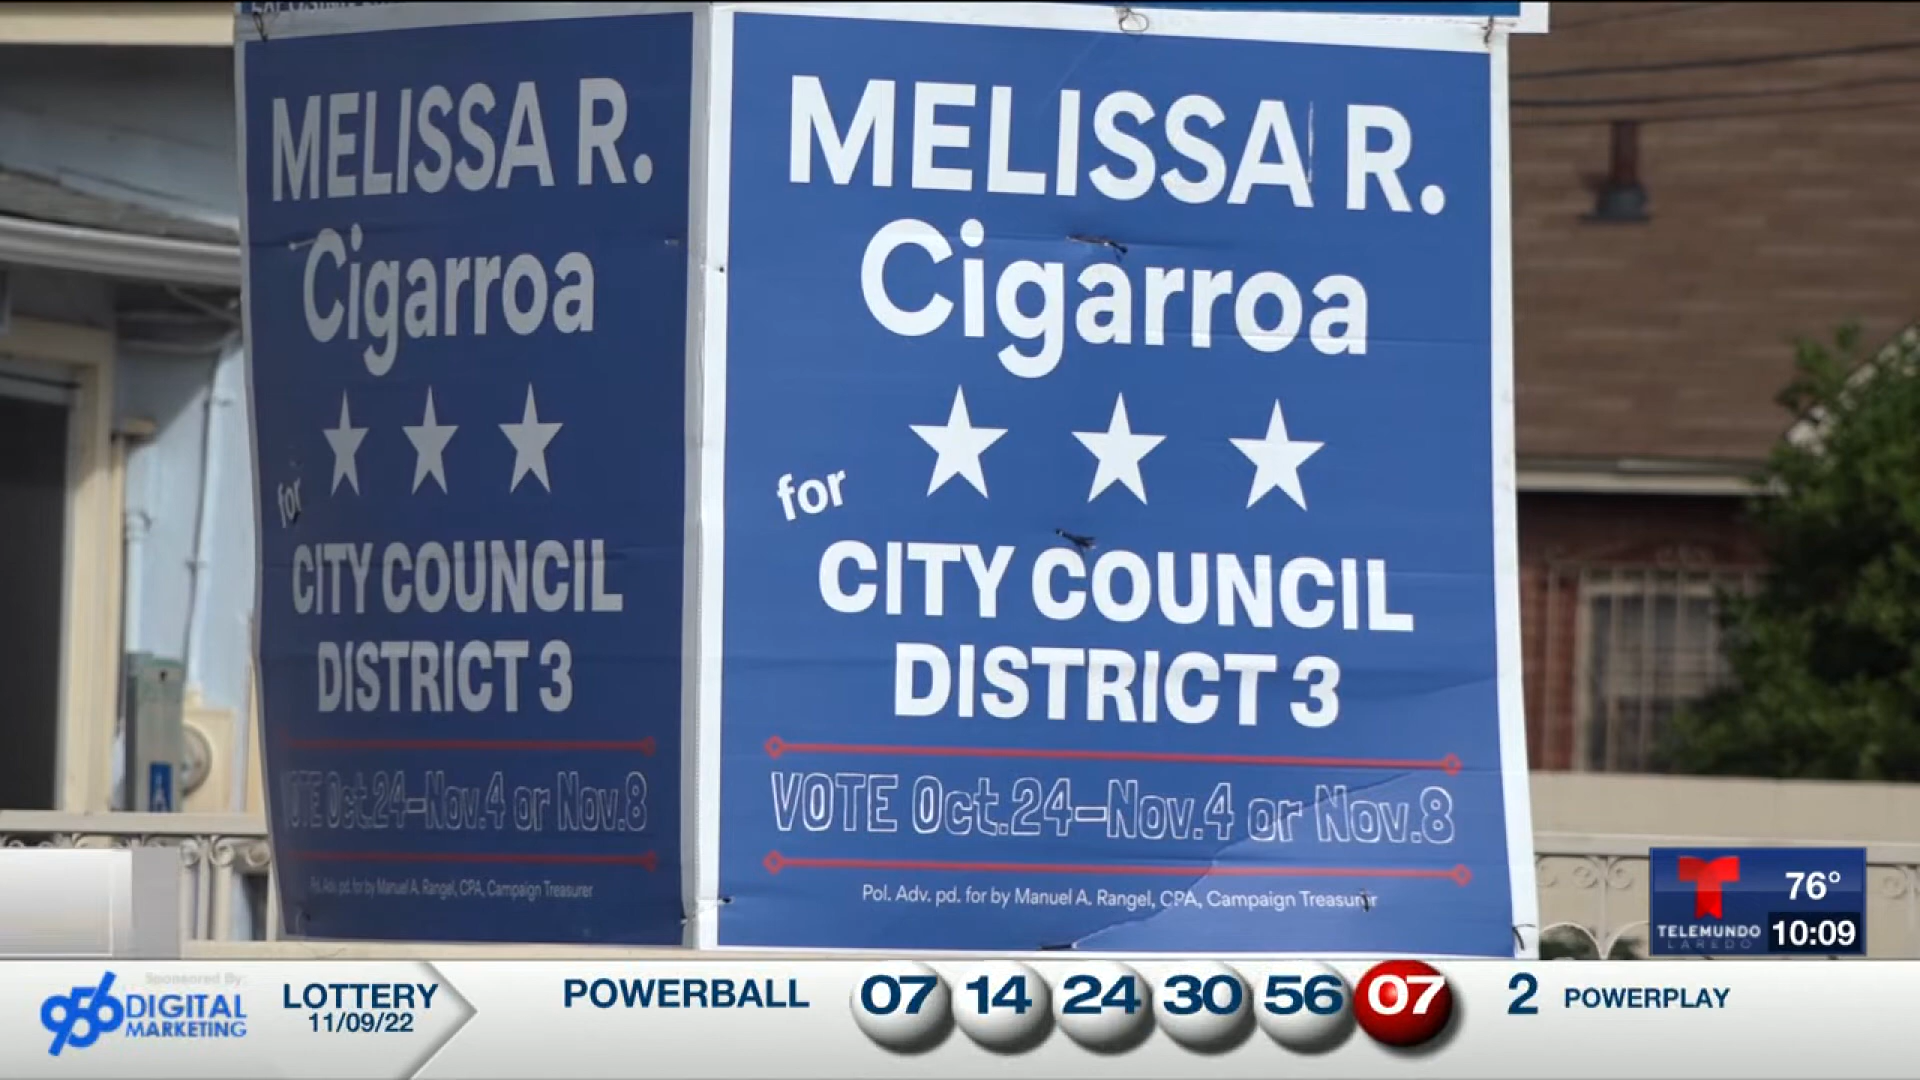 MELISSA R.
Cigarroa
for
CITY COUNCIL
DISTRICT 3
VOTE Oct.24-Nov.4 or Nov.8
Pol. Adv. pd. for by Manuel A. Rangel, CPA, Campaign Treasurer
MELISSA R.
Cigarroa
for
CITY COUNCIL
DISTRICT 3
VOTE Oct.24-Nov.4 or Nov.8
Pol. Adv. pd. for by Manuel A. Rangel, CPA, Campaign Treasurer
76°
TELEMUNDO
LAREDO
10:09
Sponsored By:
956 DIGITAL
MARKETING
LOTTERY
11/09/22
POWERBALL 07 14 24 30 56 07 2 POWERPLAY